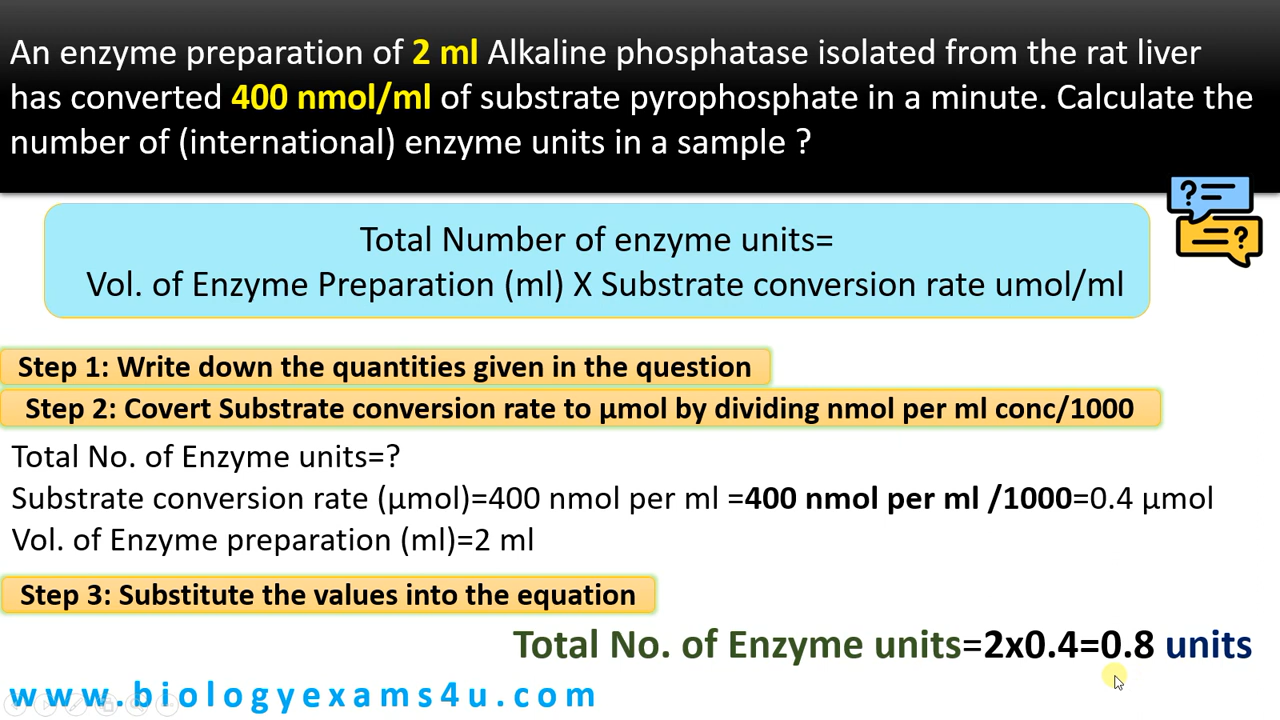 An enzyme preparation of 2 ml Alkaline phosphatase isolated from the rat liver
has converted 400 nmol/ml of substrate pyrophosphate in a minute. Calculate the
number of (international) enzyme units in a sample ?
Total Number of enzyme units=
Vol. of Enzyme Preparation (ml) X Substrate conversion rate umol/ml
Step 1: Write down the quantities given in the question
Step 2: Covert Substrate conversion rate to µmol by dividing nmol per ml conc/1000
Total No. of Enzyme units=?
Substrate conversion rate (µmol)=400 nmol per ml =400 nmol per ml /1000=0.4 µmol
Vol. of Enzyme preparation (ml)=2 ml
Step 3: Substitute the values into the equation
Total No. of Enzyme units=2x0.4=0.8 units
www.biologyexams4u.com